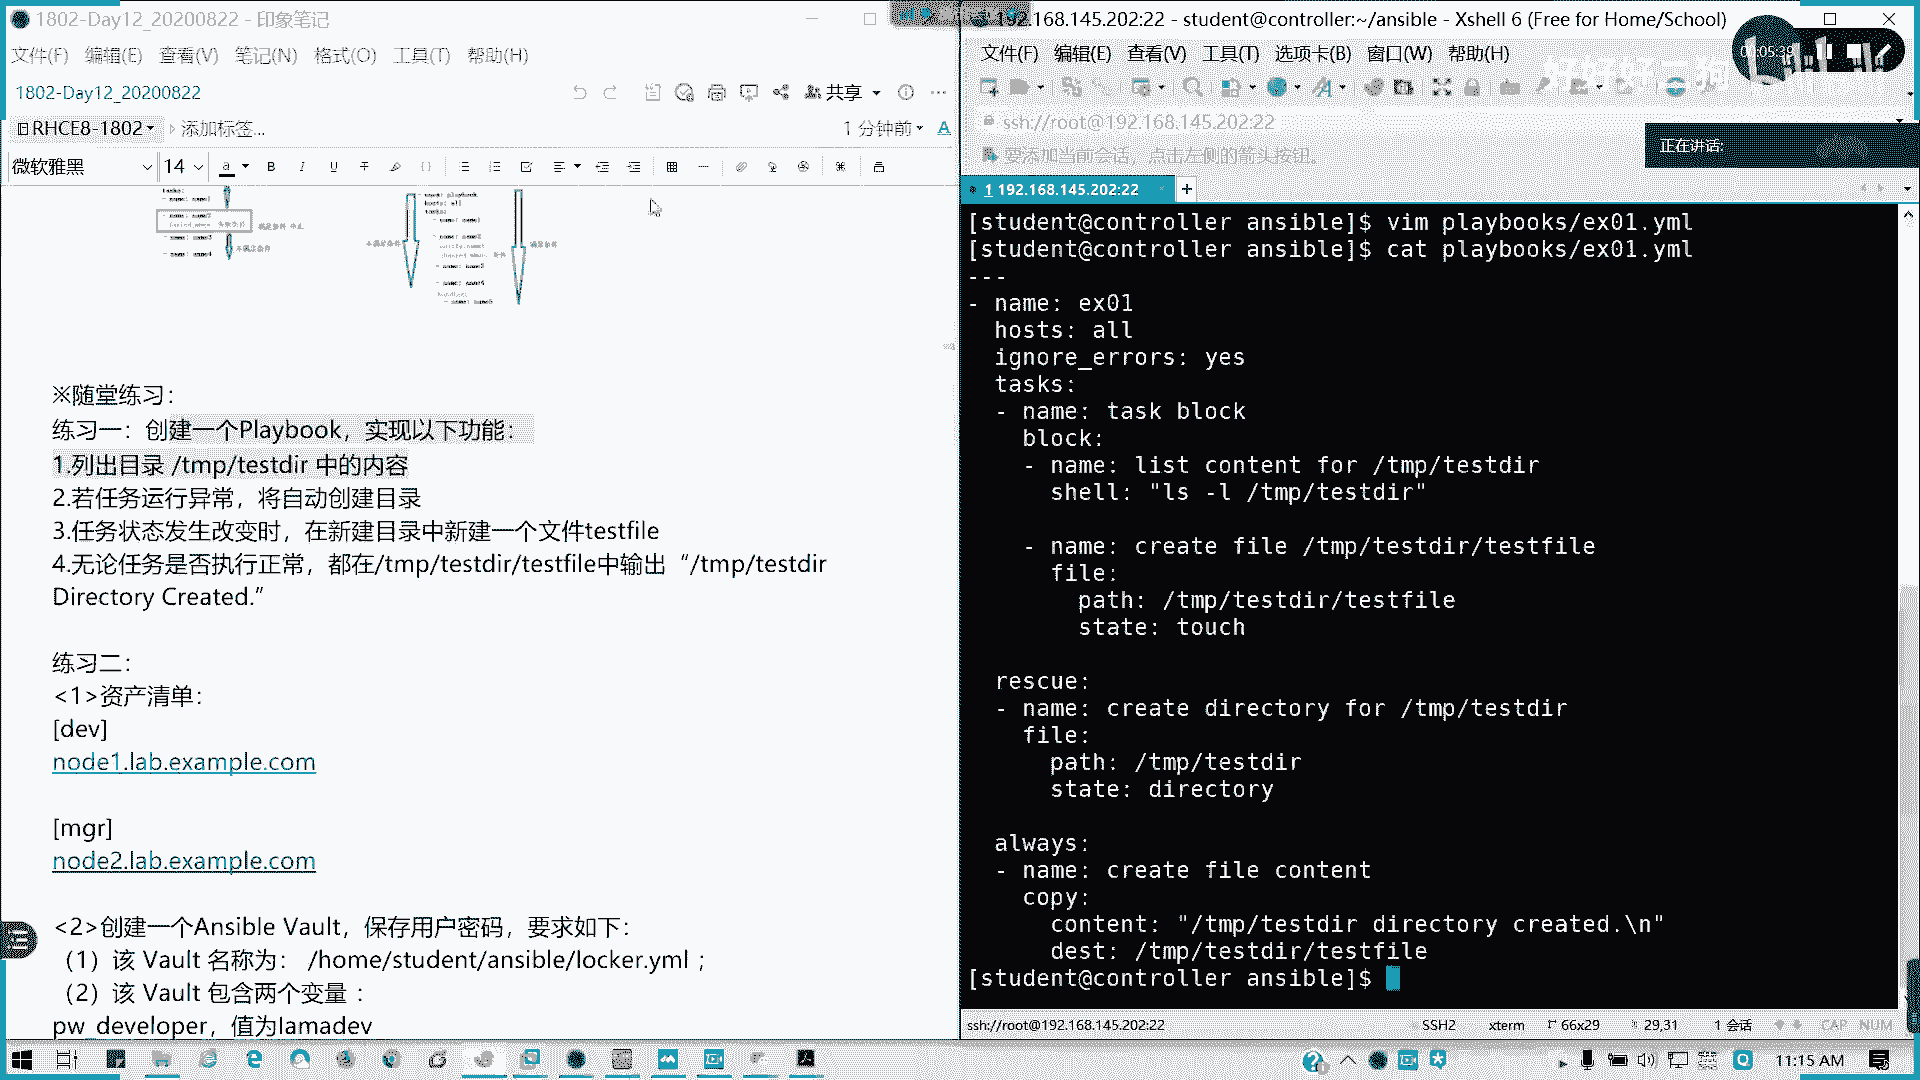 1802-Day12_20200822 - 印象笔记
文件(F) 编辑(E) 查看(V) 笔记(N) 格式(O) 工具(T) 帮助(H)
1802-Day12_20200822
共享
RHCE8-1802
添加标签...
1 分钟前
微软雅黑
14
※随堂练习：
练习一：创建一个Playbook，实现以下功能：
1.列出目录 /tmp/testdir 中的内容
2.若任务运行异常，将自动创建目录
3.任务状态发生改变时，在新建目录中新建一个文件testfile
4.无论任务是否执行正常，都在/tmp/testdir/testfile中输出“/tmp/testdir
Directory Created.”
练习二：
<1>资产清单：
[dev]
node1.lab.example.com
[mgr]
node2.lab.example.com
<2>创建一个Ansible Vault，保存用户密码，要求如下：
（1）该 Vault 名称为： /home/student/ansible/locker.yml ；
（2）该 Vault 包含两个变量 ：
pw_developer，值为Iamadev
192.168.145.202:22 - student@controller:~/ansible - Xshell 6 (Free for Home/School)
文件(F) 编辑(E) 查看(V) 工具(T) 选项卡(B) 窗口(W) 帮助(H)
ssh://root@192.168.145.202:22
要添加当前会话，点击左侧的箭头按钮。
正在讲话:
1 192.168.145.202:22
[student@controller ansible]$ vim playbooks/ex01.yml
[student@controller ansible]$ cat playbooks/ex01.yml
---
- name: ex01
  hosts: all
  ignore_errors: yes
  tasks:
  - name: task block
    block:
    - name: list content for /tmp/testdir
      shell: "ls -l /tmp/testdir"
    - name: create file /tmp/testdir/testfile
      file:
        path: /tmp/testdir/testfile
        state: touch
  rescue:
  - name: create directory for /tmp/testdir
    file:
      path: /tmp/testdir
      state: directory
  always:
  - name: create file content
    copy:
      content: "/tmp/testdir directory created.\n"
      dest: /tmp/testdir/testfile
[student@controller ansible]$
ssh://root@192.168.145.202:22
SSH2
xterm
66x29
29,31
1 会话
CAP NUM
11:15 AM